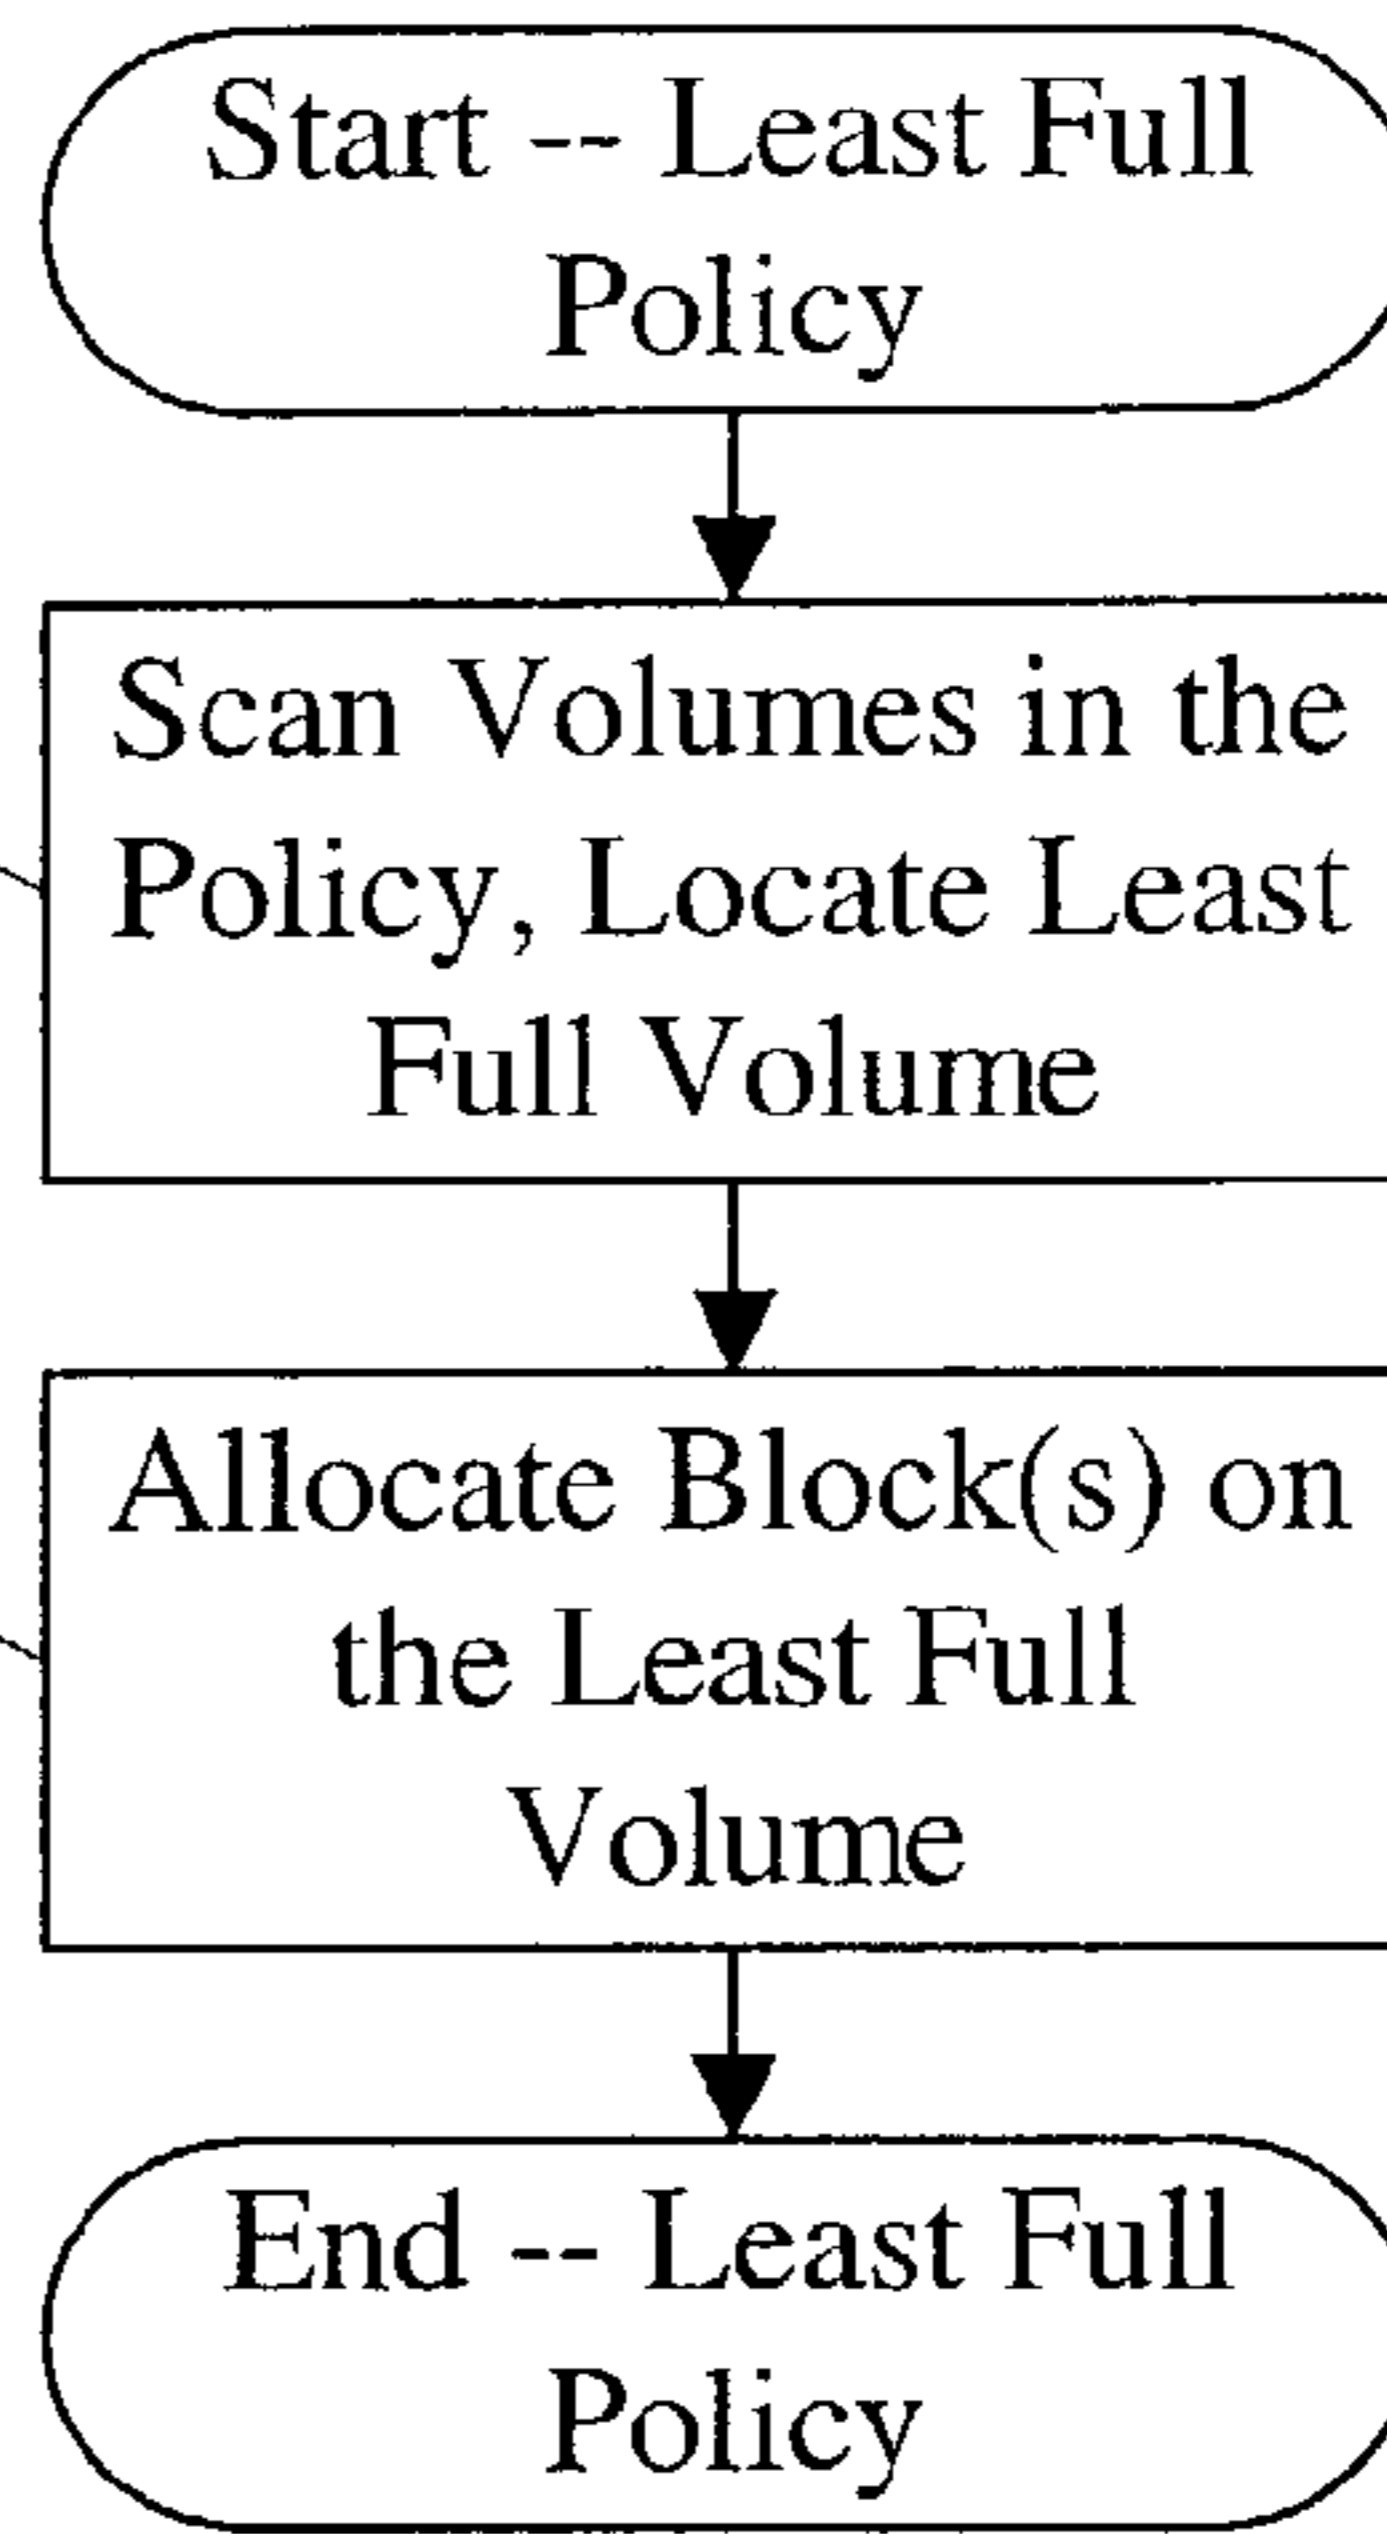 Start -- Least Full
Policy
Scan Volumes in the
Policy, Locate Least
Full Volume
Allocate Block(s) on
the Least Full
Volume
End -- Least Full
Policy